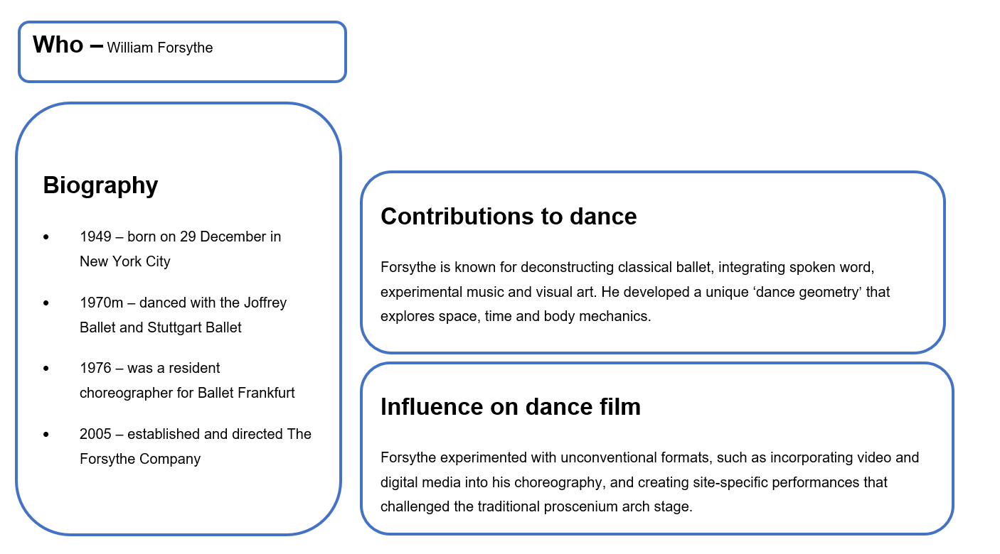 Who – William Forsythe
Biography
• 1949 – born on 29 December in
New York City
• 1970m – danced with the Joffrey
Ballet and Stuttgart Ballet
• 1976 – was a resident
choreographer for Ballet Frankfurt
• 2005 – established and directed The
Forsythe Company
Contributions to dance
Forsythe is known for deconstructing classical ballet, integrating spoken word,
experimental music and visual art. He developed a unique ‘dance geometry’ that
explores space, time and body mechanics.
Influence on dance film
Forsythe experimented with unconventional formats, such as incorporating video and
digital media into his choreography, and creating site-specific performances that
challenged the traditional proscenium arch stage.